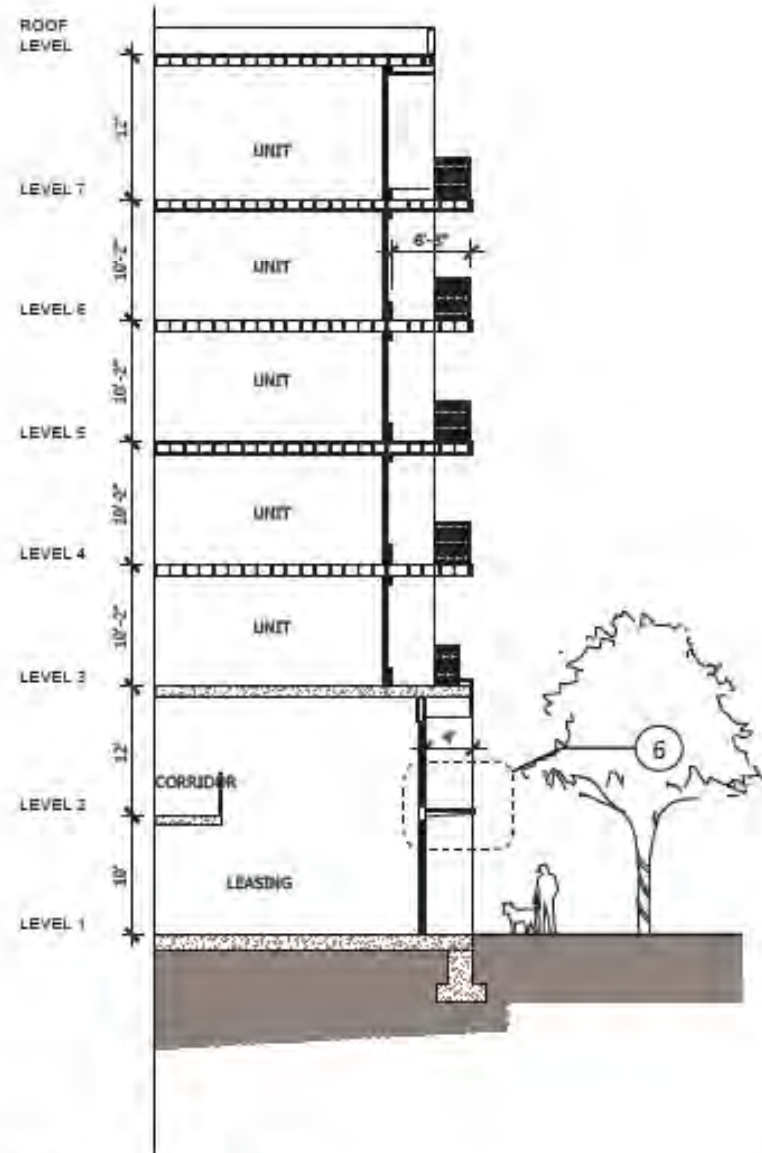 ROOF
LEVEL
12'
UNIT
LEVEL 7
6'-5"
10'-2"
UNIT
LEVEL 6
10'-2"
UNIT
LEVEL 5
10'-2"
UNIT
LEVEL 4
10'-2"
UNIT
LEVEL 3
4'
6
12'
CORRIDOR
LEVEL 2
10'
LEASING
LEVEL 1